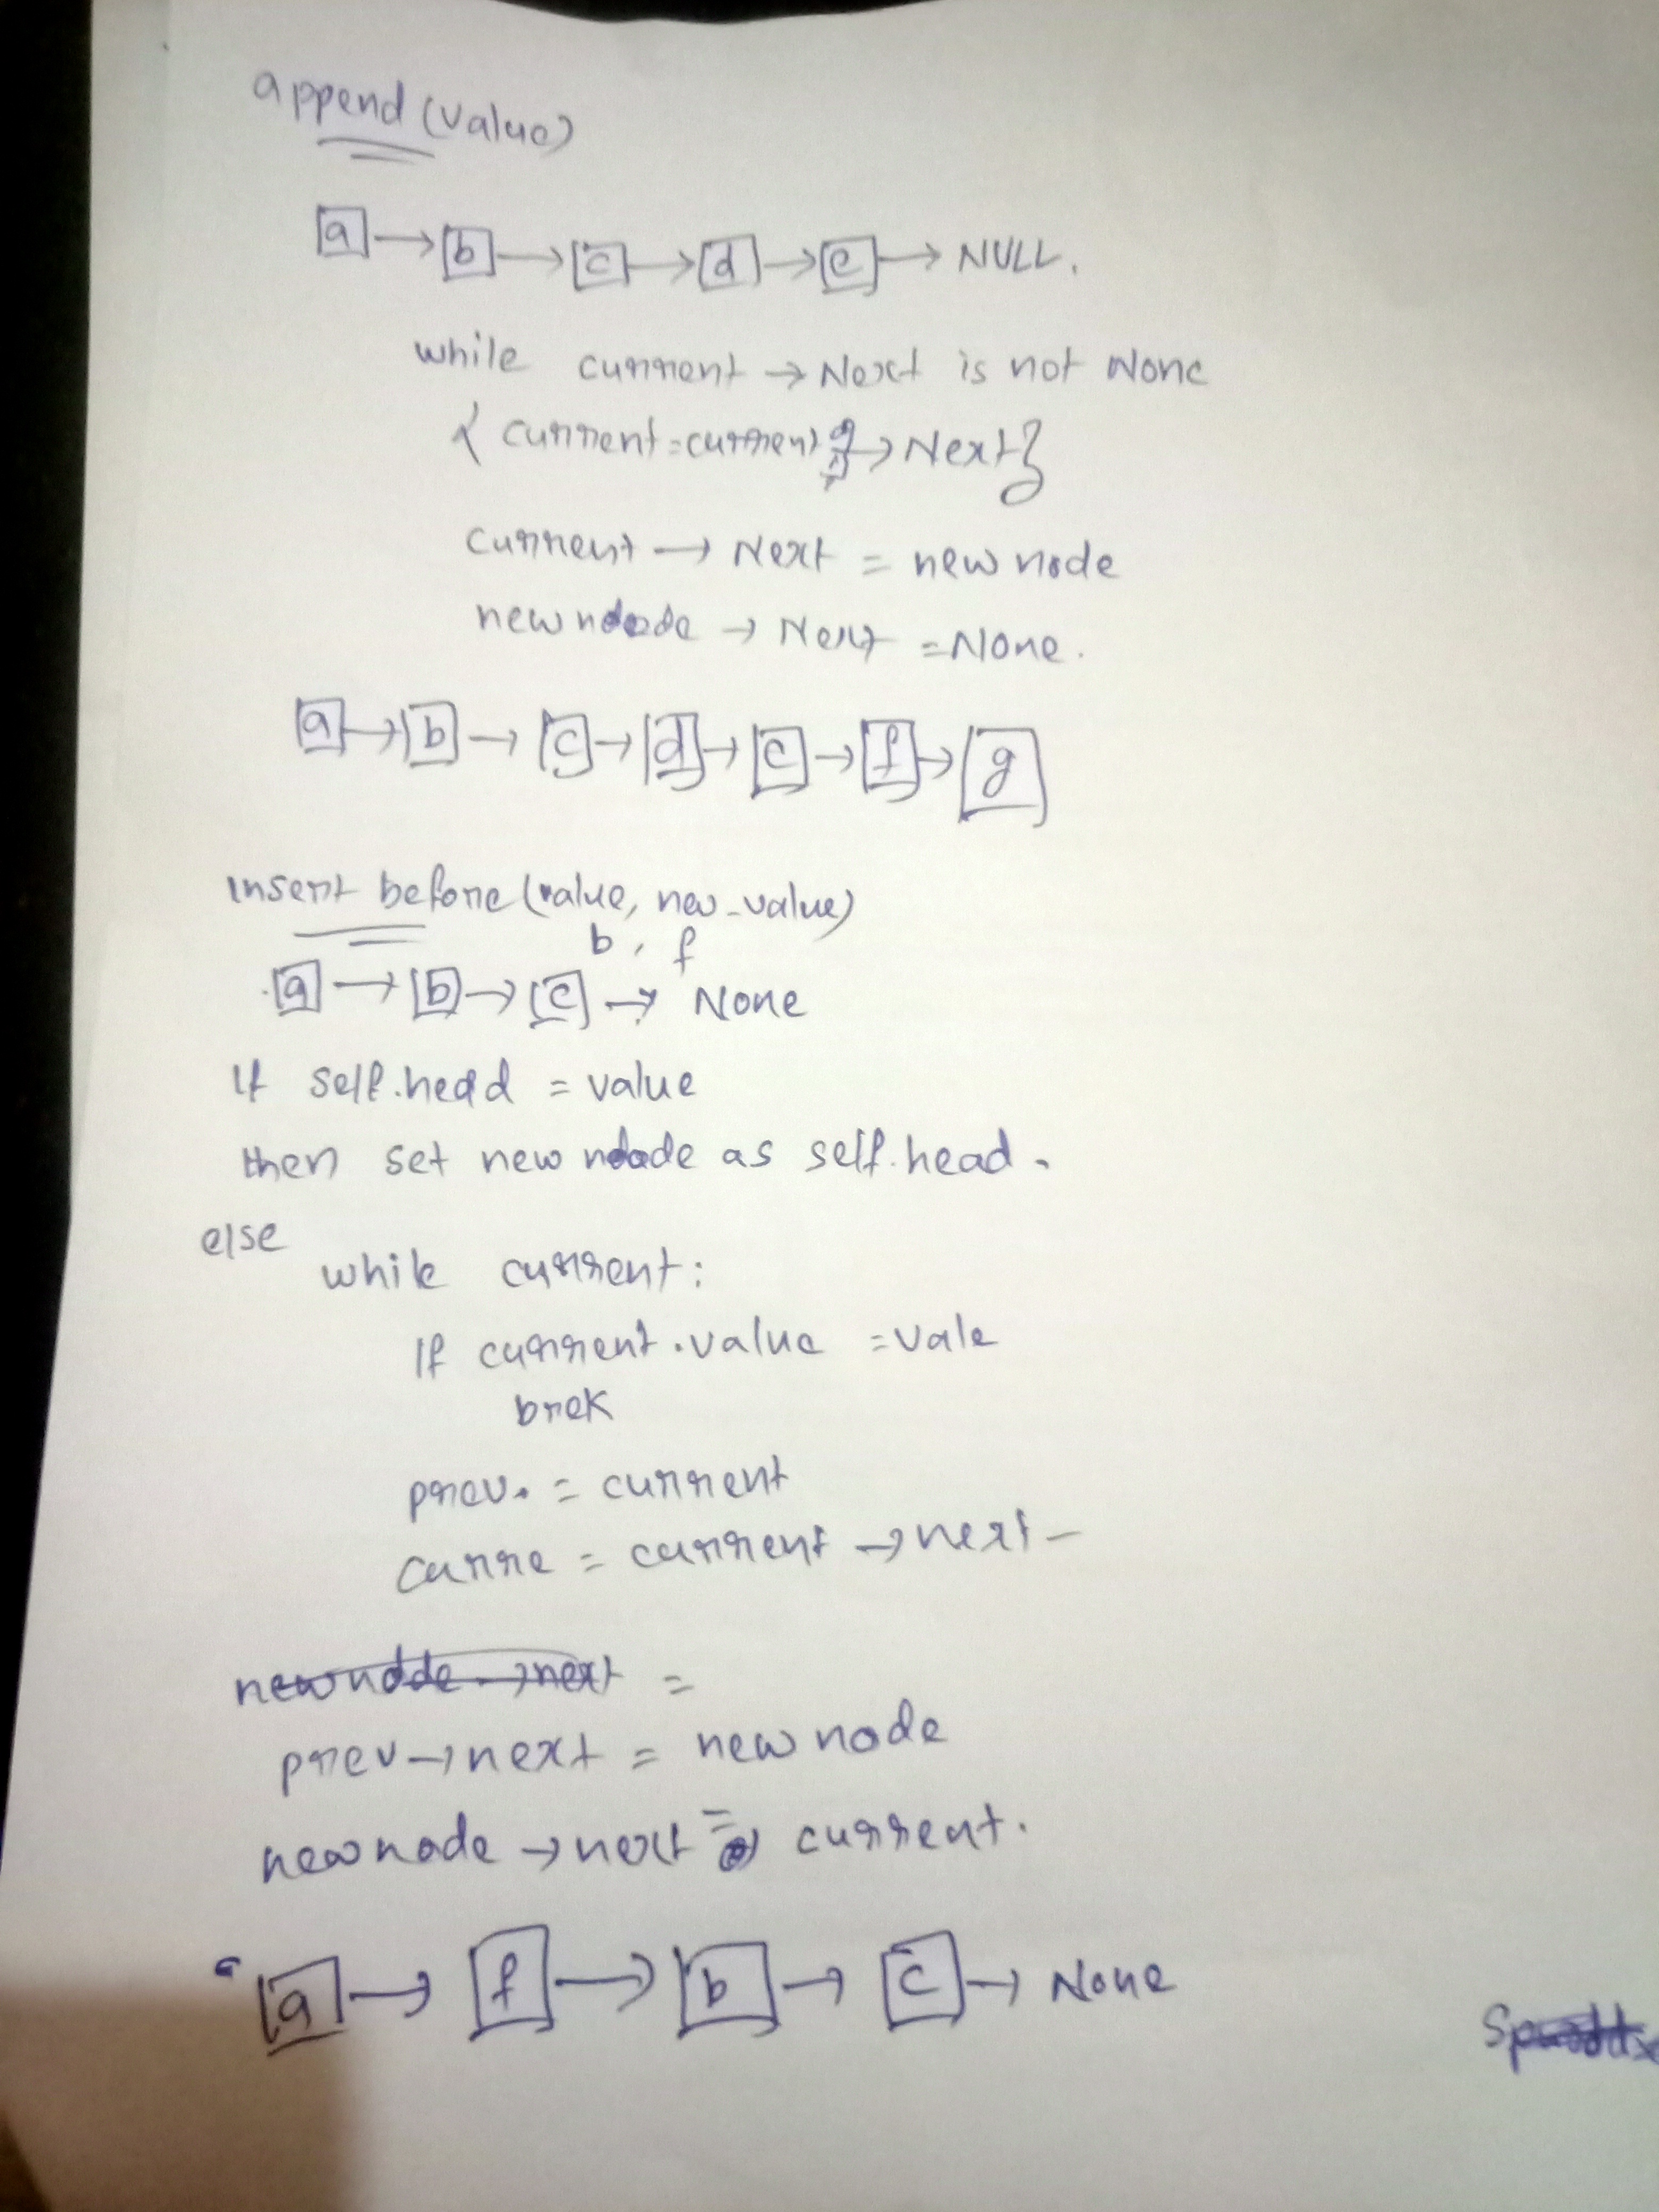 append (value)
a → b → c → d → e → NULL.
while current → Next is not None
{ current = current → Next }
current → Next = new node
new node → Next = None.
a → b → c → d → e → f → g
insert before (value, new_value)
b, f
a → b → c → None
If self.head = value
then set new node as self.head.
else
while current:
If current.value = vale
brek
prev. = current
curre = current → next -
newnode → next =
prev → next = new node
new node → next = current.
a → f → b → c → None